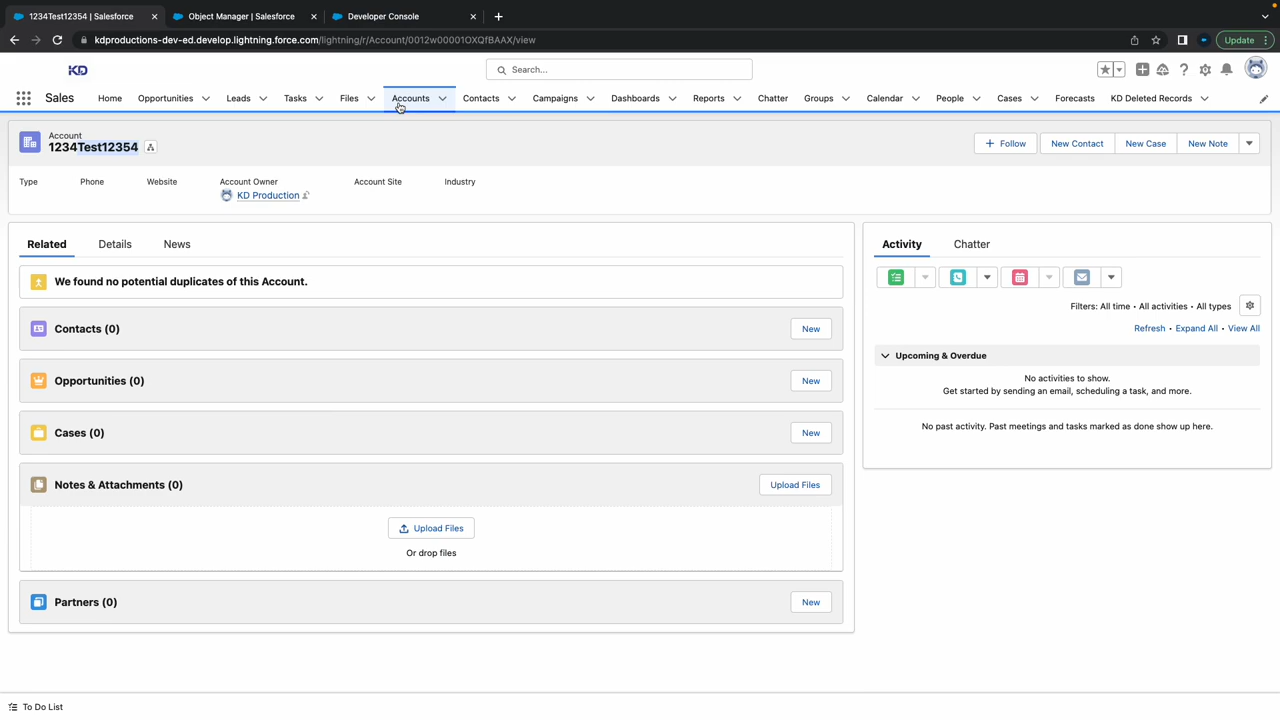 1234Test12354 | Salesforce
Object Manager | Salesforce
Developer Console
kdproductions-dev-ed.develop.lightning.force.com/lightning/r/Account/0012w00001OXQfBAAX/view
Update
KD
Search...
Sales
Home
Opportunities
Leads
Tasks
Files
Accounts
Contacts
Campaigns
Dashboards
Reports
Chatter
Groups
Calendar
People
Cases
Forecasts
KD Deleted Records
Account
1234Test12354
Follow
New Contact
New Case
New Note
Type
Phone
Website
Account Owner
Account Site
Industry
KD Production
Related
Details
News
We found no potential duplicates of this Account.
Contacts (0)
New
Opportunities (0)
New
Cases (0)
New
Notes & Attachments (0)
Upload Files
Upload Files
Or drop files
Partners (0)
New
Activity
Chatter
Filters: All time • All activities • All types
Refresh • Expand All • View All
Upcoming & Overdue
No activities to show.
Get started by sending an email, scheduling a task, and more.
No past activity. Past meetings and tasks marked as done show up here.
To Do List